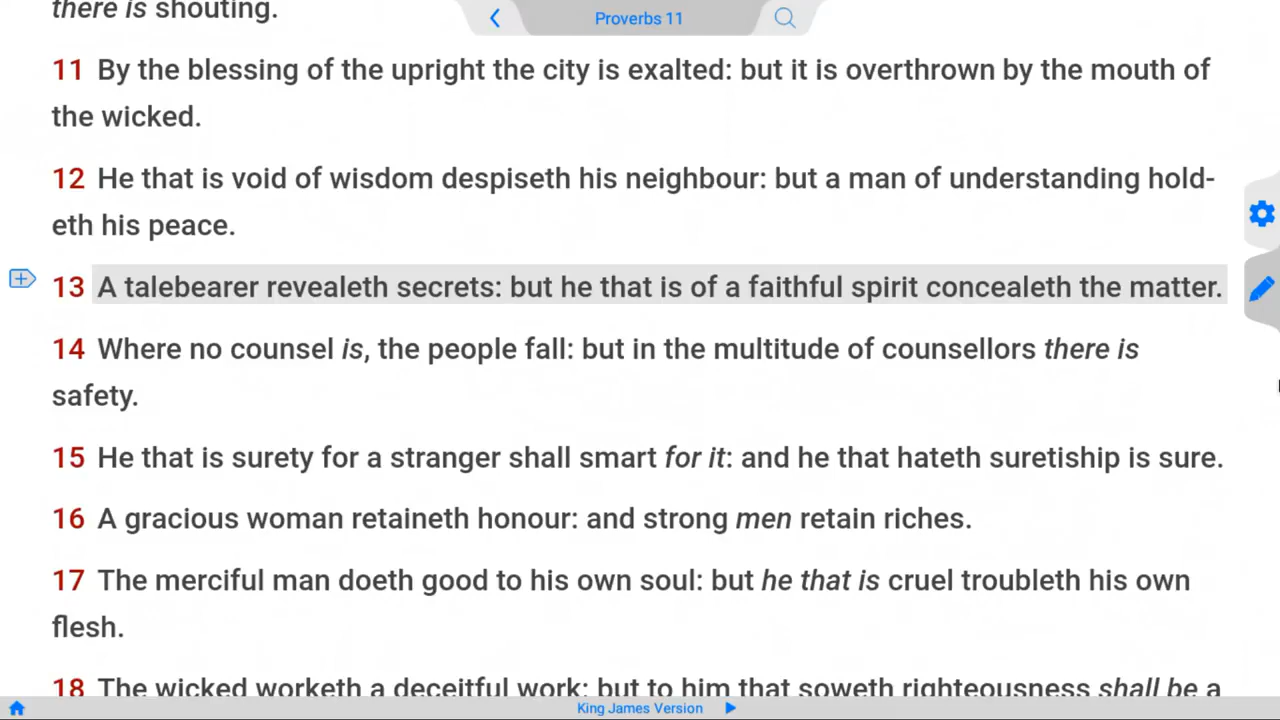 there is shouting.
Proverbs 11
11 By the blessing of the upright the city is exalted: but it is overthrown by the mouth of
the wicked.
12 He that is void of wisdom despiseth his neighbour: but a man of understanding hold-
eth his peace.
13 A talebearer revealeth secrets: but he that is of a faithful spirit concealeth the matter.
14 Where no counsel is, the people fall: but in the multitude of counsellors there is
safety.
15 He that is surety for a stranger shall smart for it: and he that hateth suretiship is sure.
16 A gracious woman retaineth honour: and strong men retain riches.
17 The merciful man doeth good to his own soul: but he that is cruel troubleth his own
flesh.
18 The wicked worketh a deceitful work: but to him that soweth righteousness shall be a
King James Version